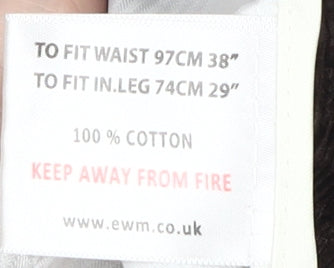 TO FIT WAIST 97CM 38”
TO FIT IN.LEG 74CM 29”
100 % COTTON
KEEP AWAY FROM FIRE
www.ewm.co.uk